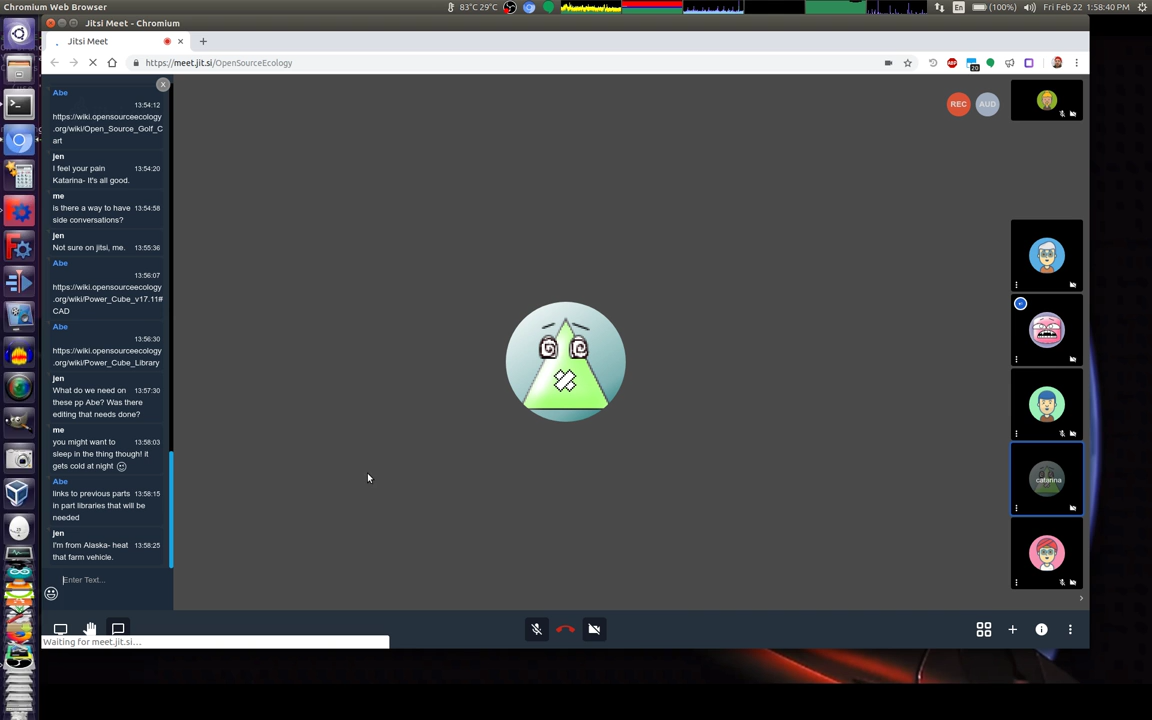 Chromium Web Browser
83°C 29°C
En
(100%)
Fri Feb 22 1:58:40 PM
Jitsi Meet - Chromium
Jitsi Meet
https://meet.jit.si/OpenSourceEcology
ABP
20
REC
AUD
Abe
13:54:12
https://wiki.opensourceecology
.org/wiki/Open_Source_Golf_C
art
jen
I feel your pain 13:54:20
Katarina- It's all good.
me
is there a way to have 13:54:58
side conversations?
jen
Not sure on jitsi, me. 13:55:36
Abe
13:56:07
https://wiki.opensourceecology
.org/wiki/Power_Cube_v17.11#
CAD
Abe
13:56:30
https://wiki.opensourceecology
.org/wiki/Power_Cube_Library
jen
What do we need on 13:57:30
these pp Abe? Was there
editing that needs done?
me
you might want to 13:58:03
sleep in the thing though! it
gets cold at night
Abe
links to previous parts 13:58:15
in part libraries that will be
needed
jen
I'm from Alaska- heat 13:58:25
that farm vehicle.
Enter Text...
catarina
Waiting for meet.jit.si...